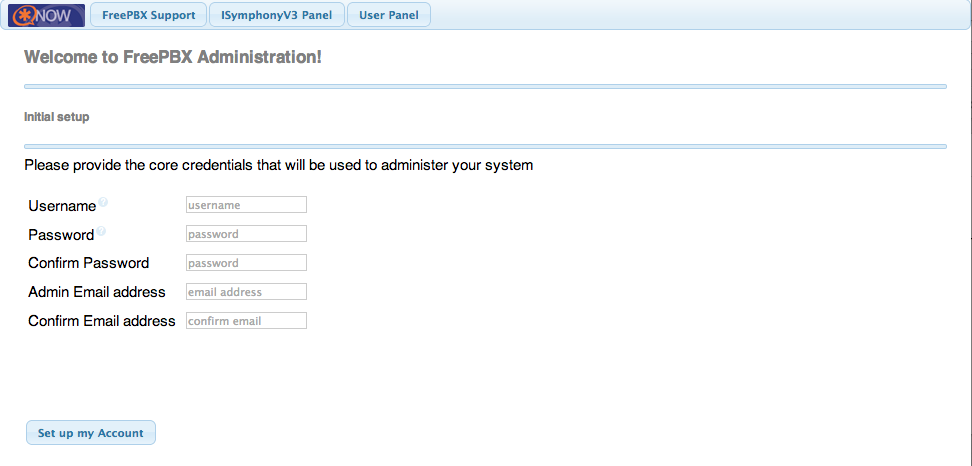 NOW FreePBX Support ISymphonyV3 Panel User Panel
Welcome to FreePBX Administration!
Initial setup
Please provide the core credentials that will be used to administer your system
Username ? username
Password ? password
Confirm Password password
Admin Email address email address
Confirm Email address confirm email
Set up my Account